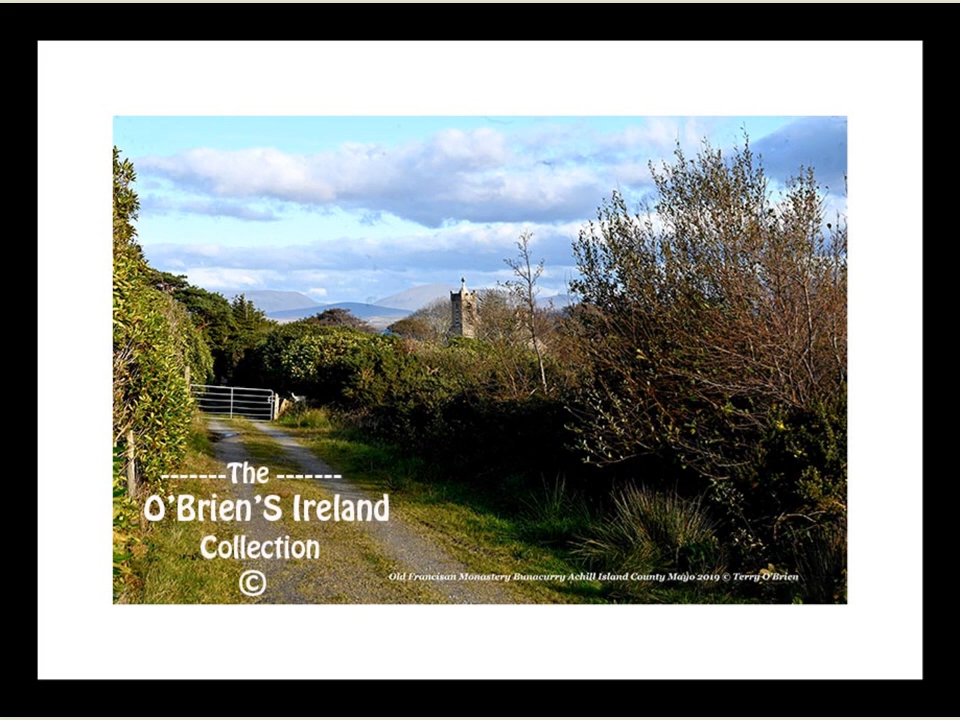 -------The -------
O'Brien'S Ireland
Collection
©
Old Francisan Monastery Bunacurry Achill Island County Mayo 2019 © Terry O'Brien